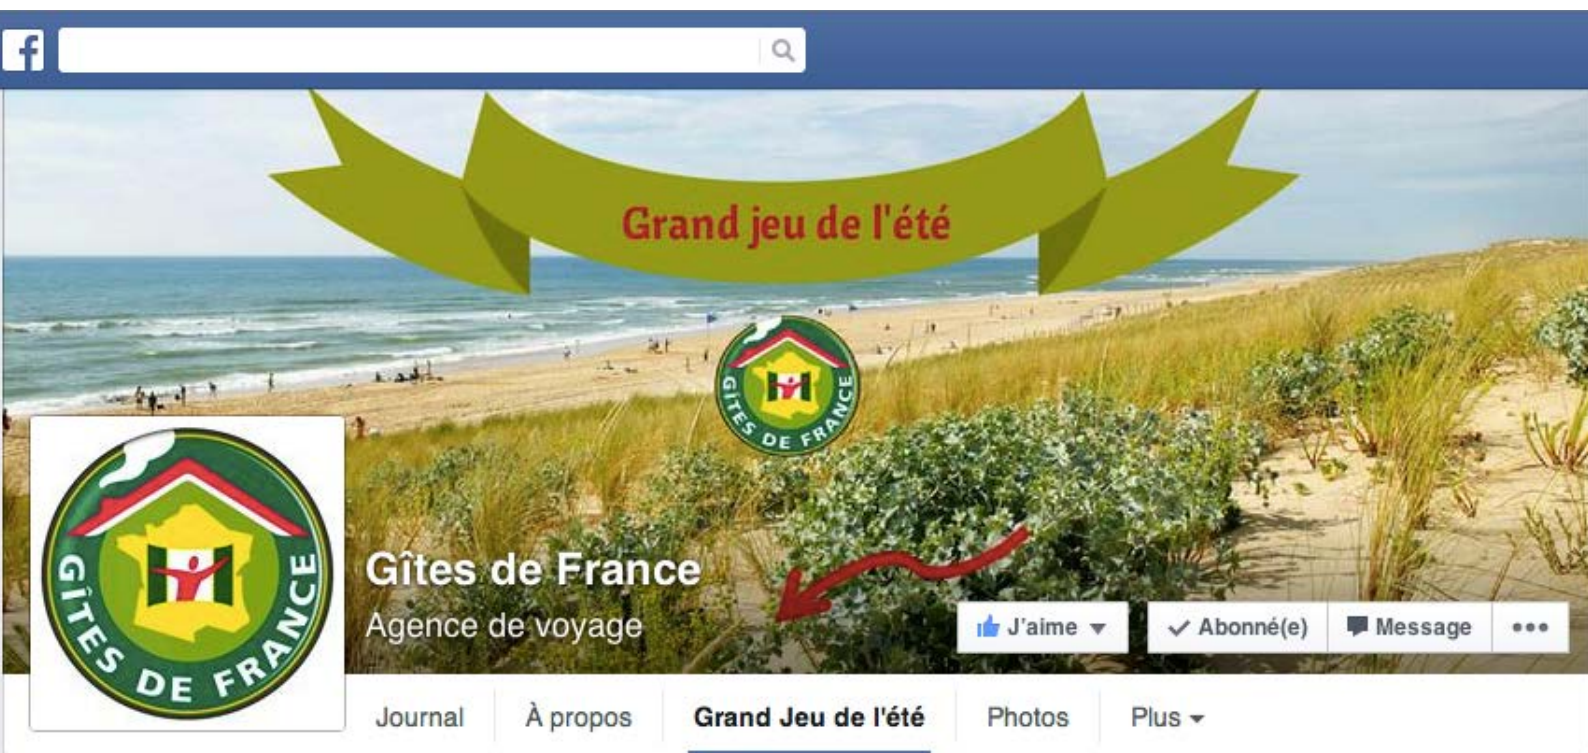 f
Grand jeu de l'été
GÎTES DE FRANCE
GÎTES DE FRANCE
Gîtes de France
Agence de voyage
J'aime
Abonné(e)
Message
Journal
À propos
Grand Jeu de l'été
Photos
Plus